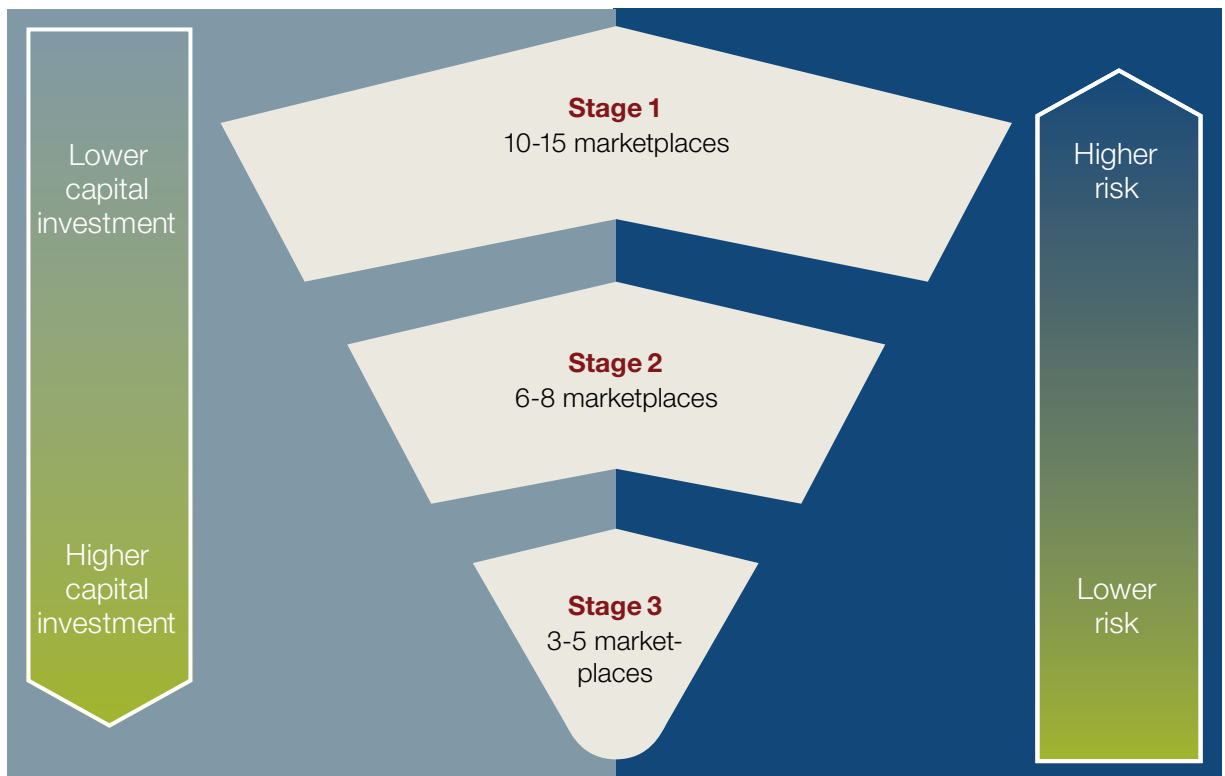 Stage 1
10-15 marketplaces
Lower
capital
investment
Higher
risk
Stage 2
6-8 marketplaces
Higher
capital
investment
Stage 3
3-5 market-
places
Lower
risk